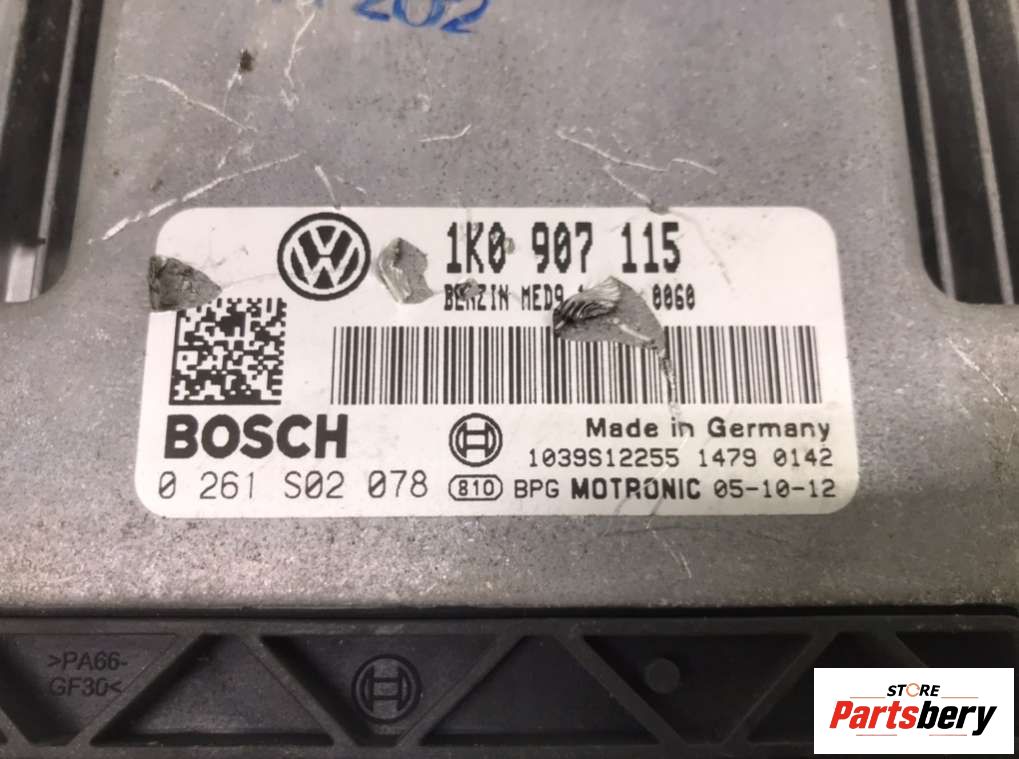 202
1K0 907 115
BENZIN MED9 0060
BOSCH
Made in Germany
1039S12255 1479 0142
0 261 S02 078
810 BPG MOTRONIC 05-10-12
>PA66-
GF30<
STORE
Partsbery